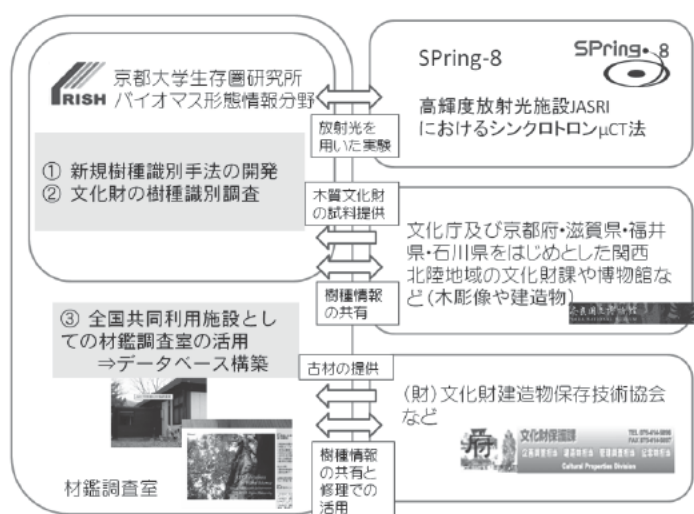 RISH
京都大学生存圏研究所
バイオマス形態情報分野
① 新規樹種識別手法の開発
② 文化財の樹種識別調査
③ 全国共同利用施設とし
ての材鑑調査室の活用
⇒データベース構築
材鑑調査室
放射光を
用いた実験
木質文化財
の試料提供
樹種情報
の共有
古材の提供
樹種情報
の共有と
修理での
活用
SPring-8
SPring-8
高輝度放射光施設JASRI
におけるシンクロトロンμCT法
文化庁及び京都府・滋賀県・福井
県・石川県をはじめとした関西
北陸地域の文化財課や博物館な
ど(木彫像や建造物)
奈良国立博物館
(財)文化財建造物保存技術協会
など
文化財保護課
Cultural Properties Division